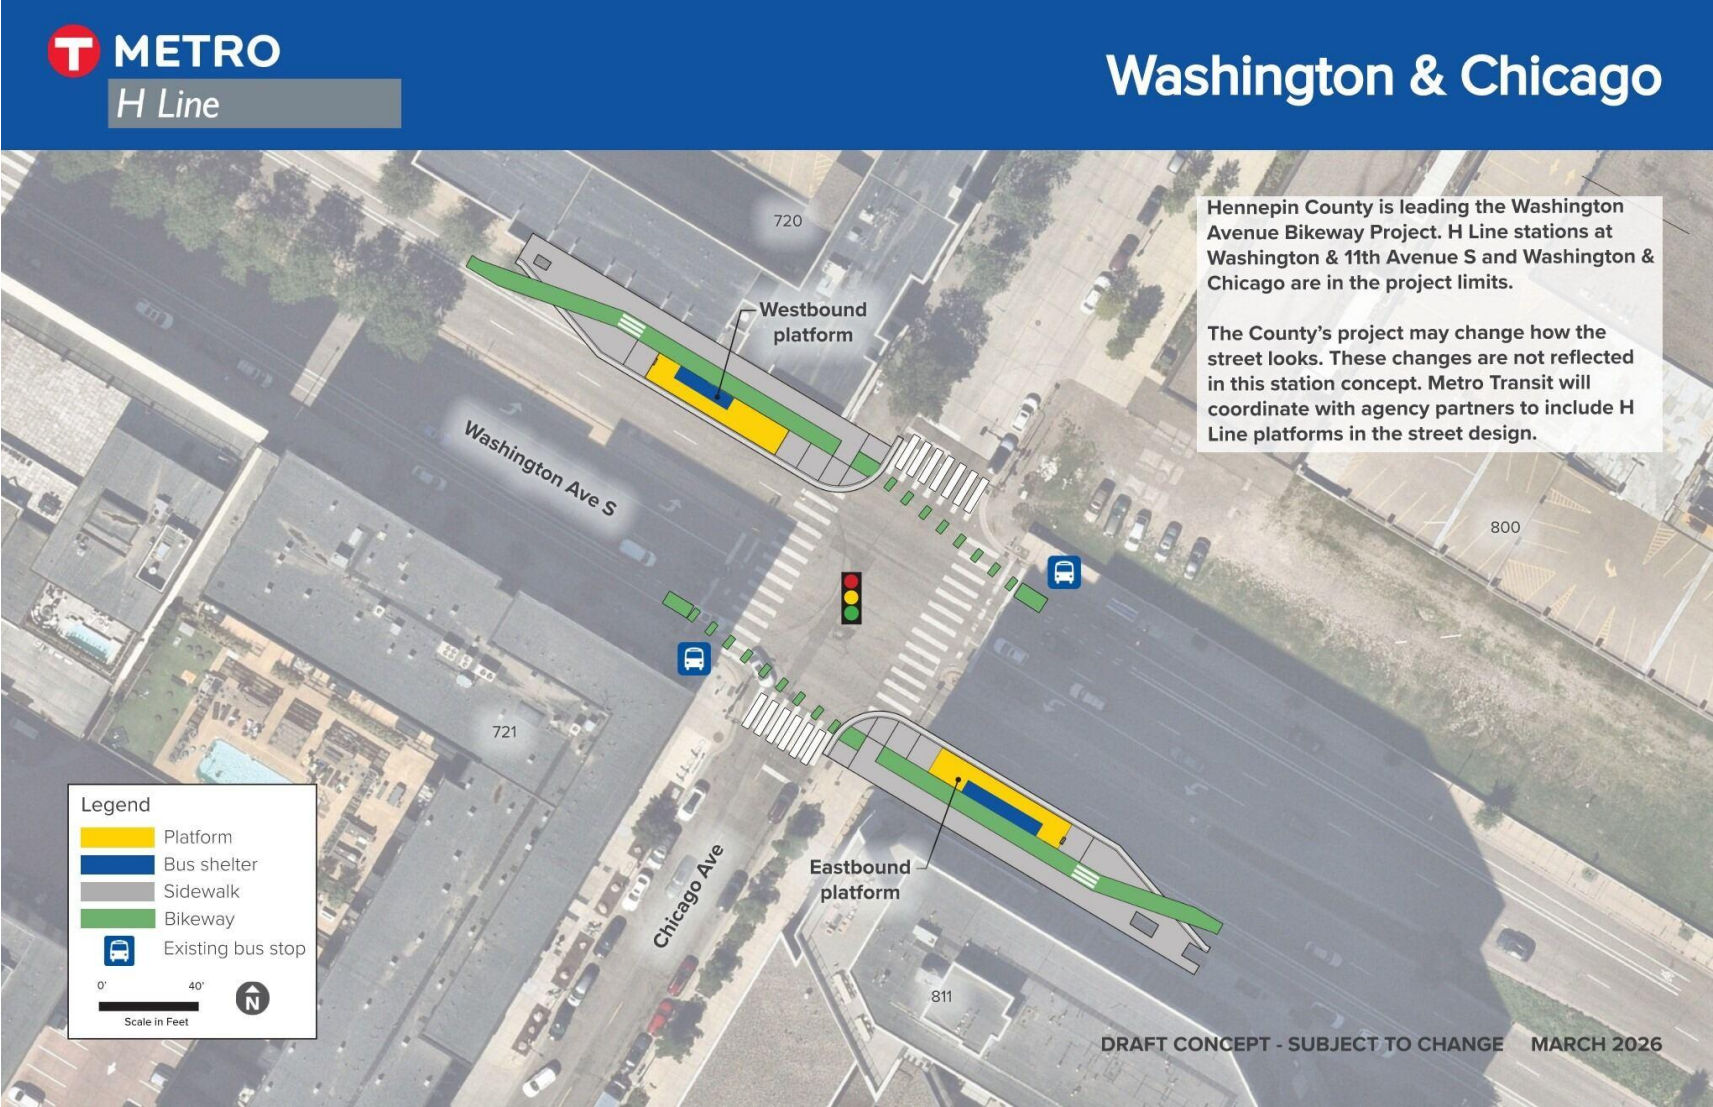 T METRO
H Line
Washington & Chicago
Hennepin County is leading the Washington
Avenue Bikeway Project. H Line stations at
Washington & 11th Avenue S and Washington &
Chicago are in the project limits.
The County’s project may change how the
street looks. These changes are not reflected
in this station concept. Metro Transit will
coordinate with agency partners to include H
Line platforms in the street design.
720
Westbound
platform
Washington Ave S
800
721
Eastbound
platform
Chicago Ave
811
Legend
Platform
Bus shelter
Sidewalk
Bikeway
Existing bus stop
0' 40'
Scale in Feet
N
DRAFT CONCEPT - SUBJECT TO CHANGE MARCH 2026